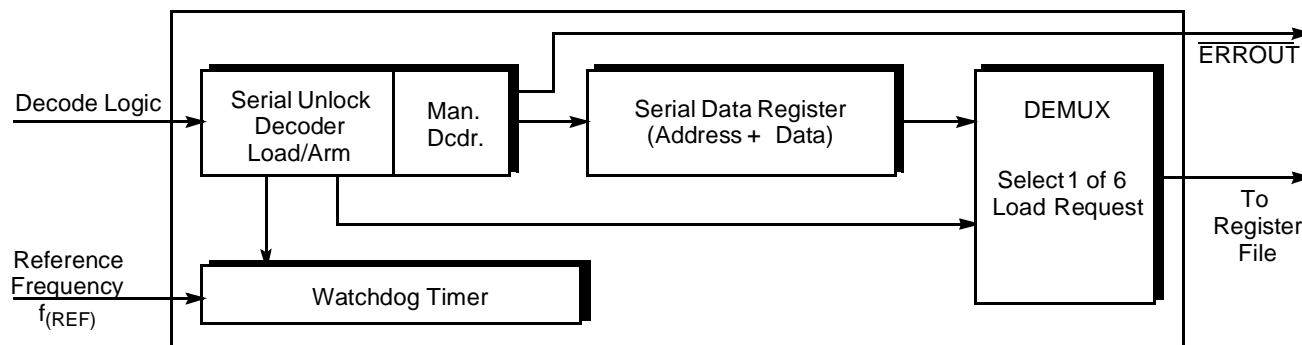 ERROUT
Decode Logic
Serial Unlock
Decoder
Load/Arm
Man.
Dcdr.
Serial Data Register
(Address + Data)
DEMUX
Select 1 of 6
Load Request
To
Register
File
Reference
Frequency
f(REF)
Watchdog Timer